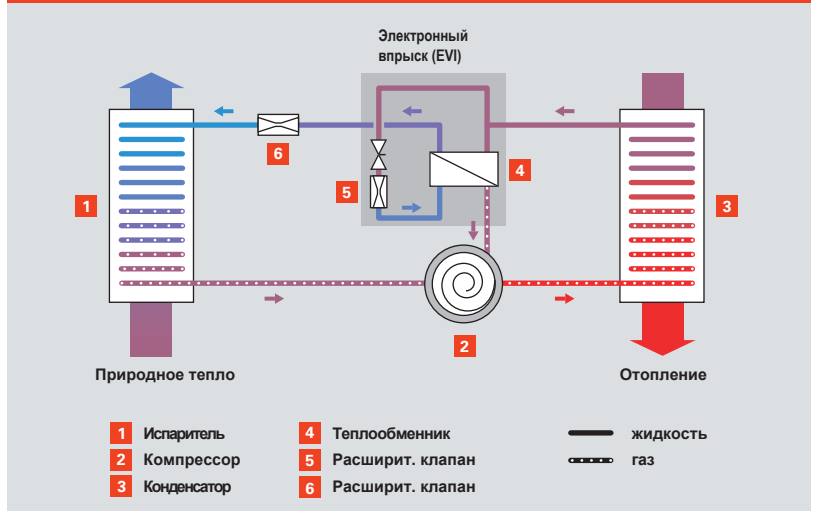 Электронный
впрыск (EVI)
6
4
5
1
3
2
Природное тепло
Отопление
1 Испаритель
2 Компрессор
3 Конденсатор
4 Теплообменник
5 Расширит. клапан
6 Расширит. клапан
жидкость
газ